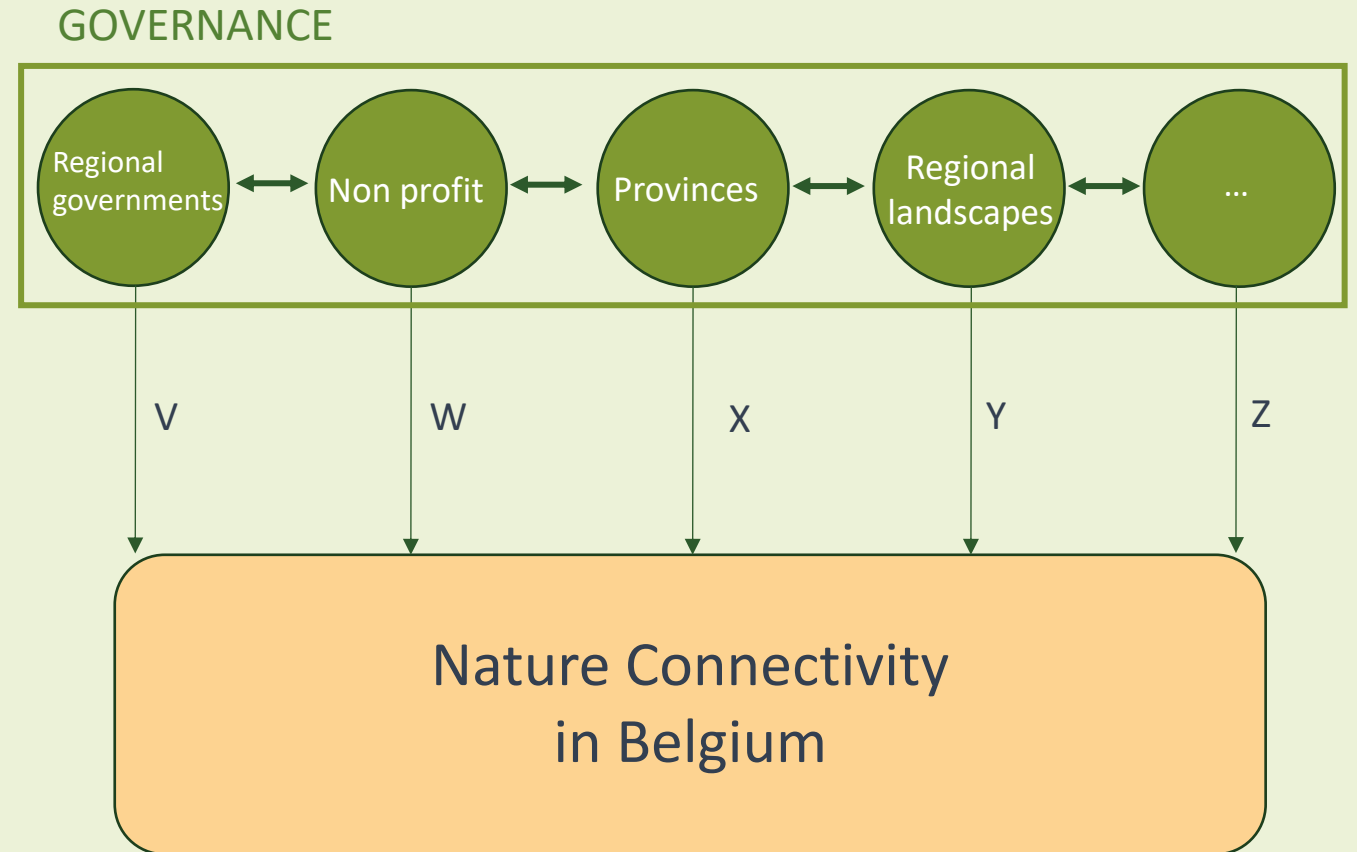 GOVERNANCE
Regional
governments
Non profit
Provinces
Regional
landscapes
...
V
W
X
Y
Z
Nature Connectivity
in Belgium